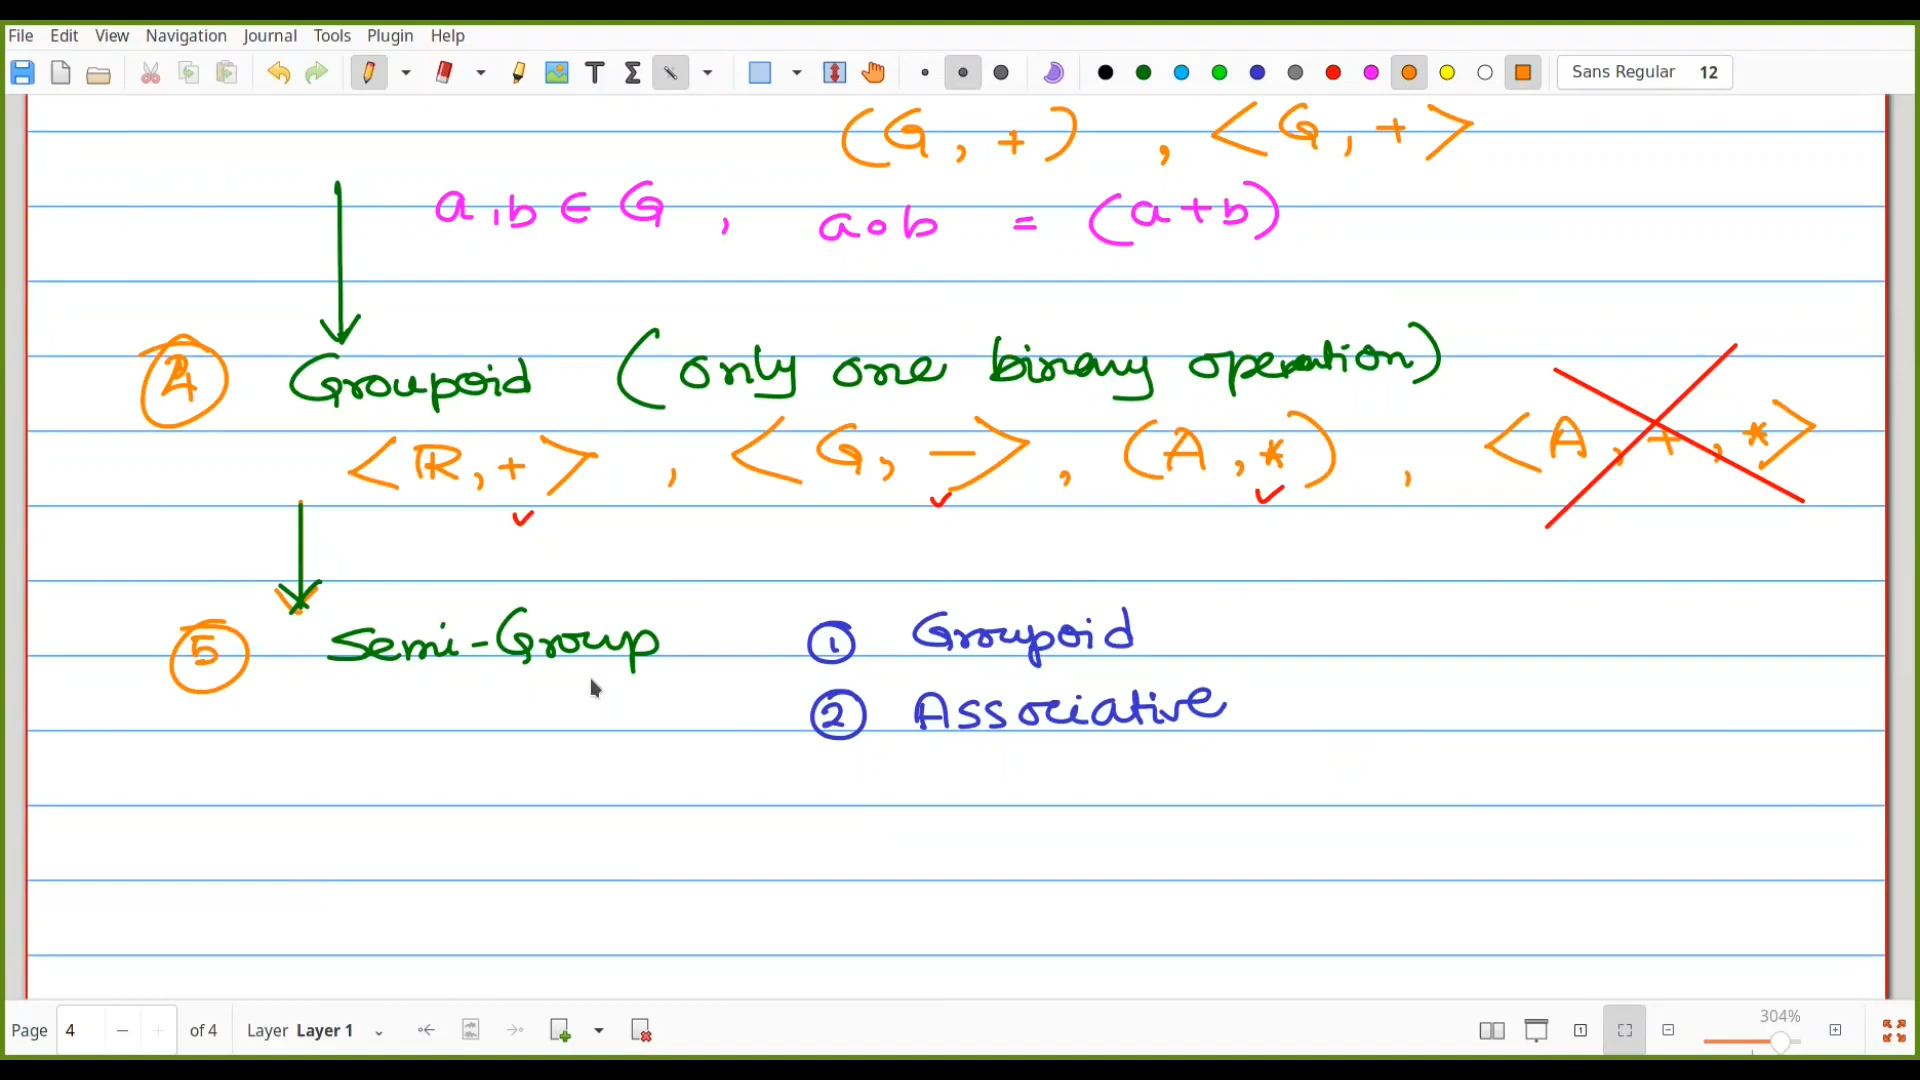 File Edit View Navigation Journal Tools Plugin Help
Sans Regular 12
(G, +) , <G, +>
a, b ∈ G , a∘b = (a+b)
④ Groupoid (only one binary operation)
<R, +> , <G, −> , (A, *) , <A, +, *>
⑤ Semi-Group
① Groupoid
② Associative
Page 4 of 4 Layer Layer 1 304%